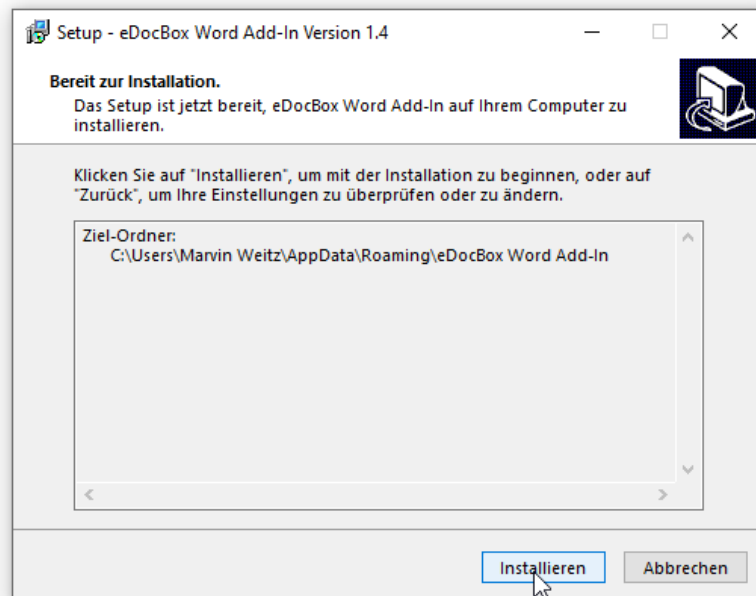 Setup - eDocBox Word Add-In Version 1.4
Bereit zur Installation.
Das Setup ist jetzt bereit, eDocBox Word Add-In auf Ihrem Computer zu
installieren.
Klicken Sie auf "Installieren", um mit der Installation zu beginnen, oder auf
"Zurück", um Ihre Einstellungen zu überprüfen oder zu ändern.
Ziel-Ordner:
C:\Users\Marvin Weitz\AppData\Roaming\eDocBox Word Add-In
Installieren
Abbrechen